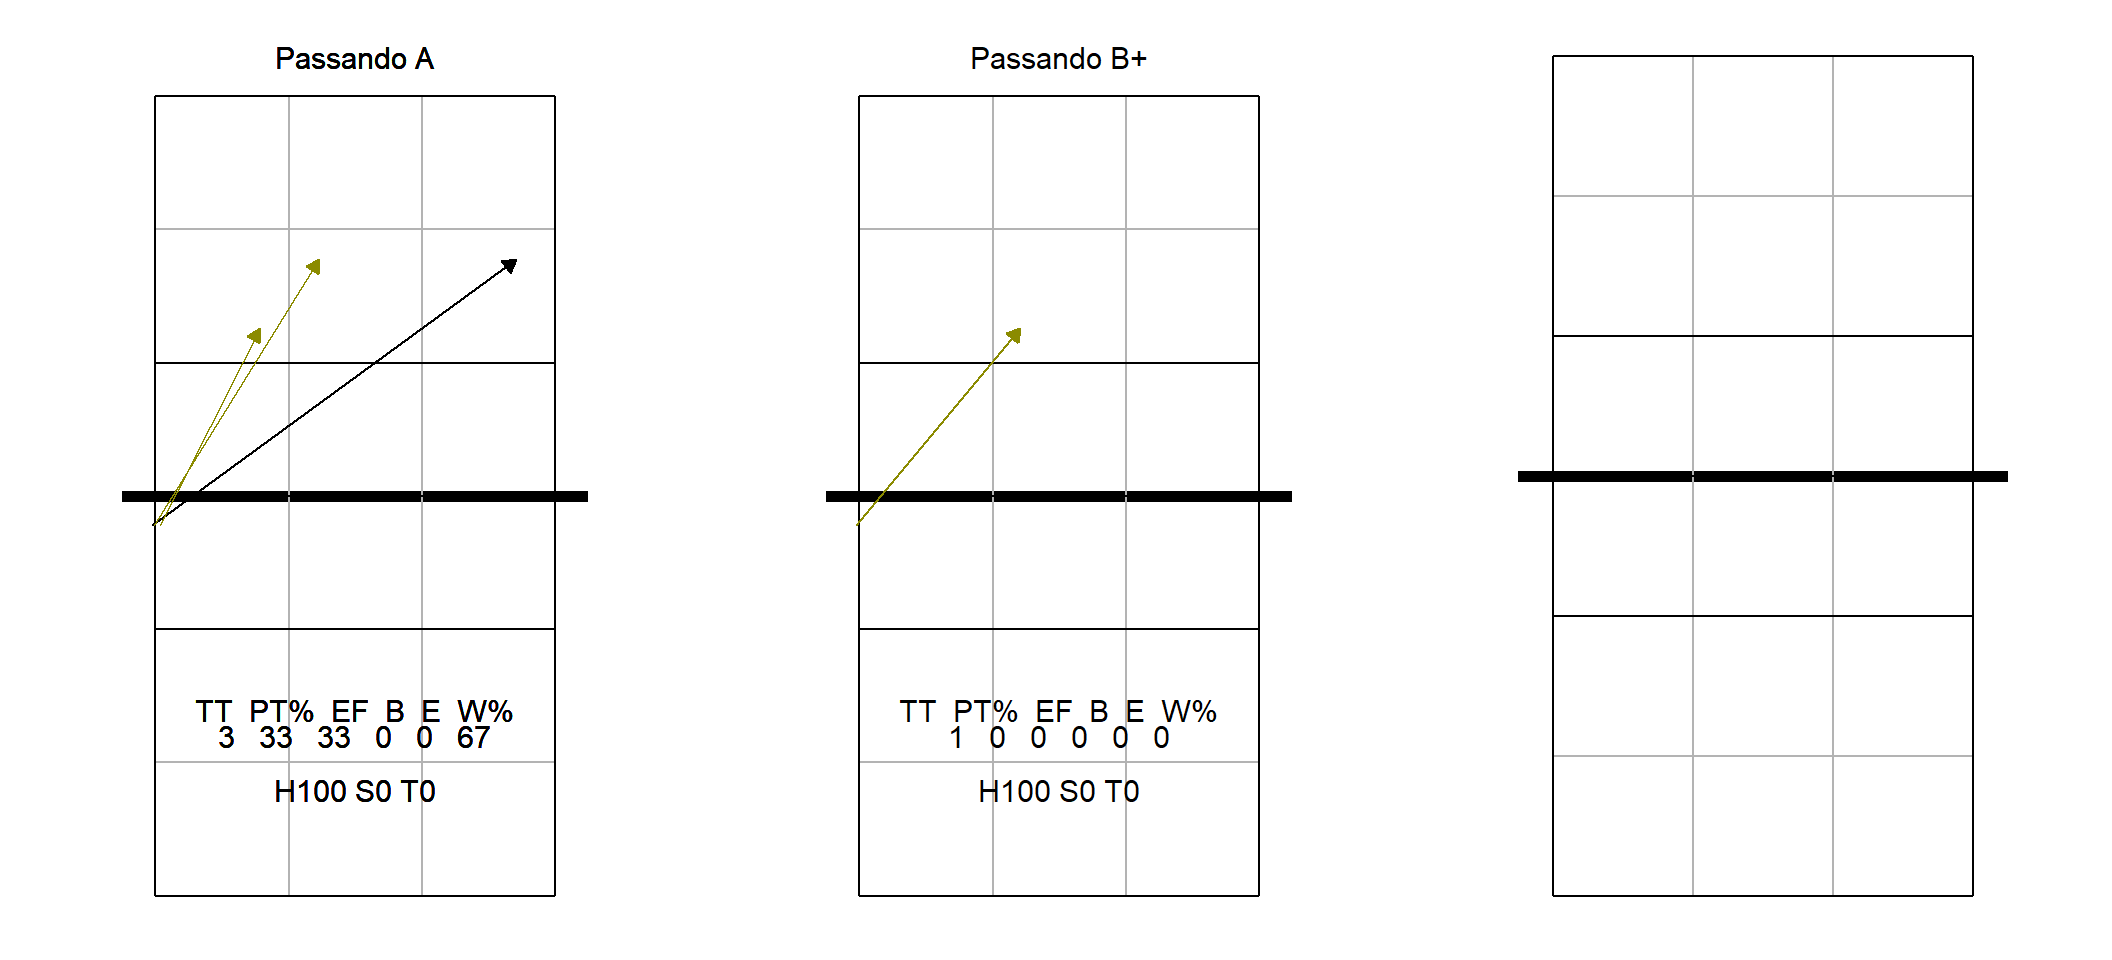 Passando A
TT PT% EF B E W%
3 33 33 0 0 67
H100 S0 T0
Passando B+
TT PT% EF B E W%
1 0 0 0 0 0
H100 S0 T0